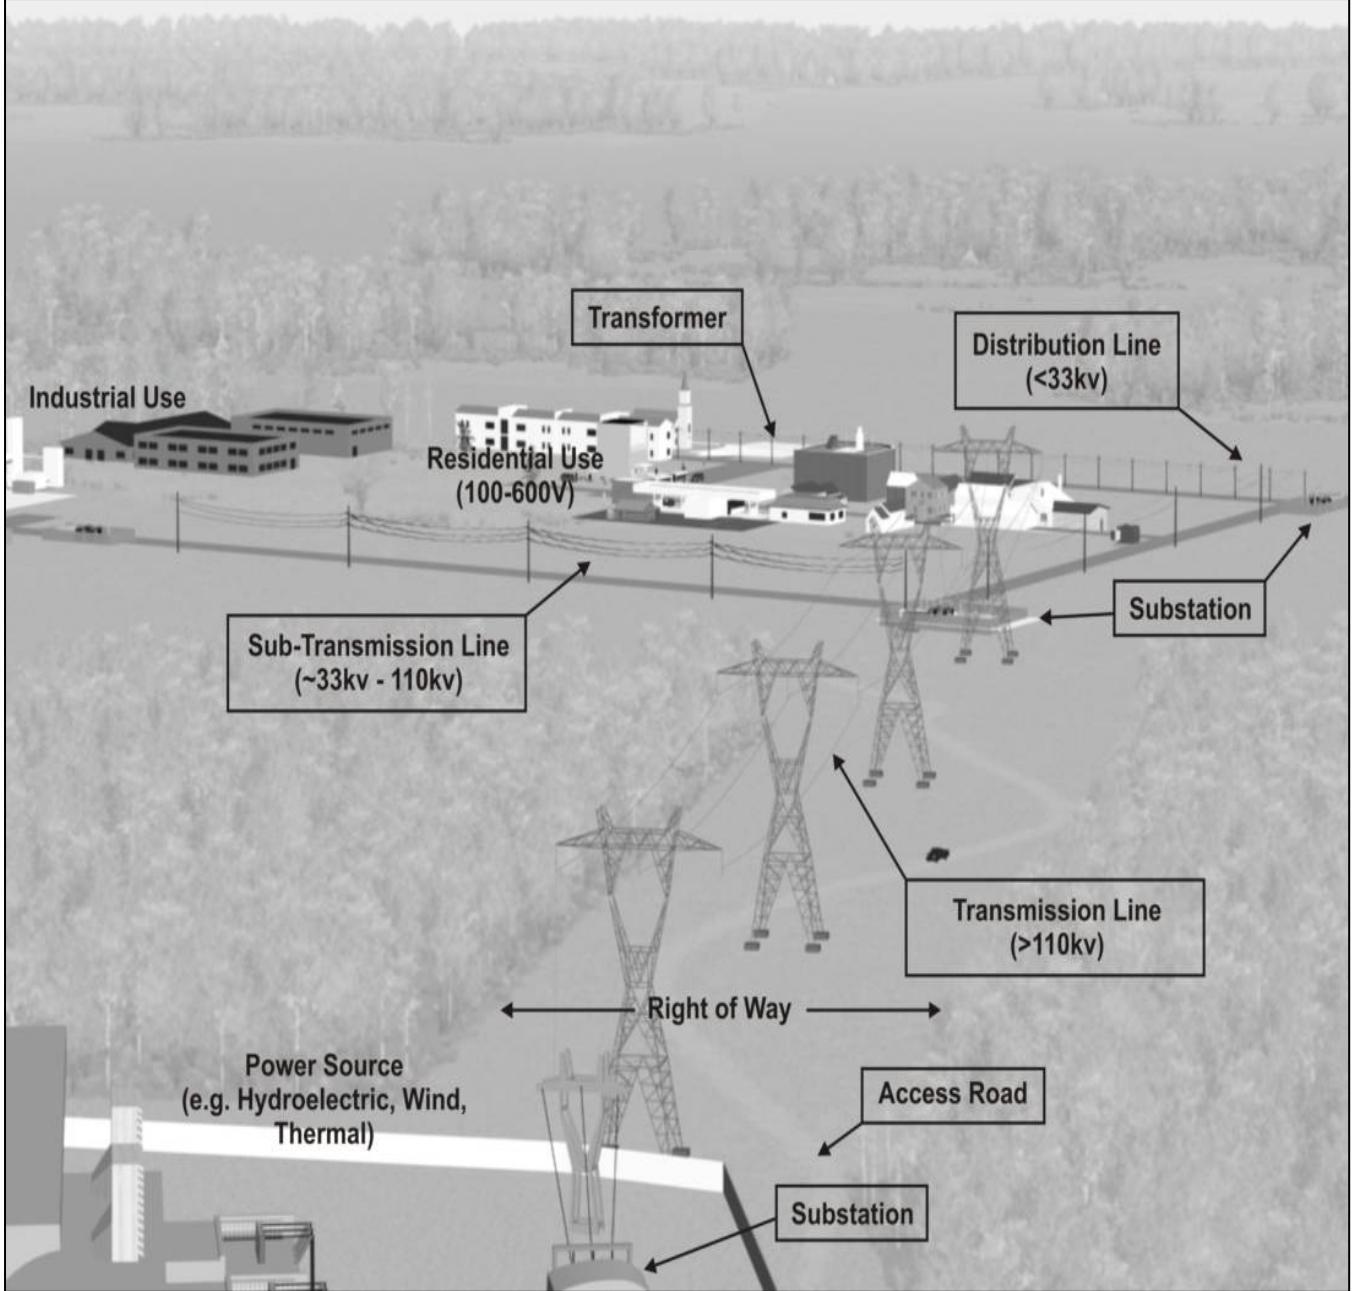 Transformer
Distribution Line
(<33kv)
Industrial Use
Residential Use
(100-600V)
Substation
Sub-Transmission Line
(~33kv - 110kv)
Transmission Line
(>110kv)
Right of Way
Power Source
(e.g. Hydroelectric, Wind,
Thermal)
Access Road
Substation